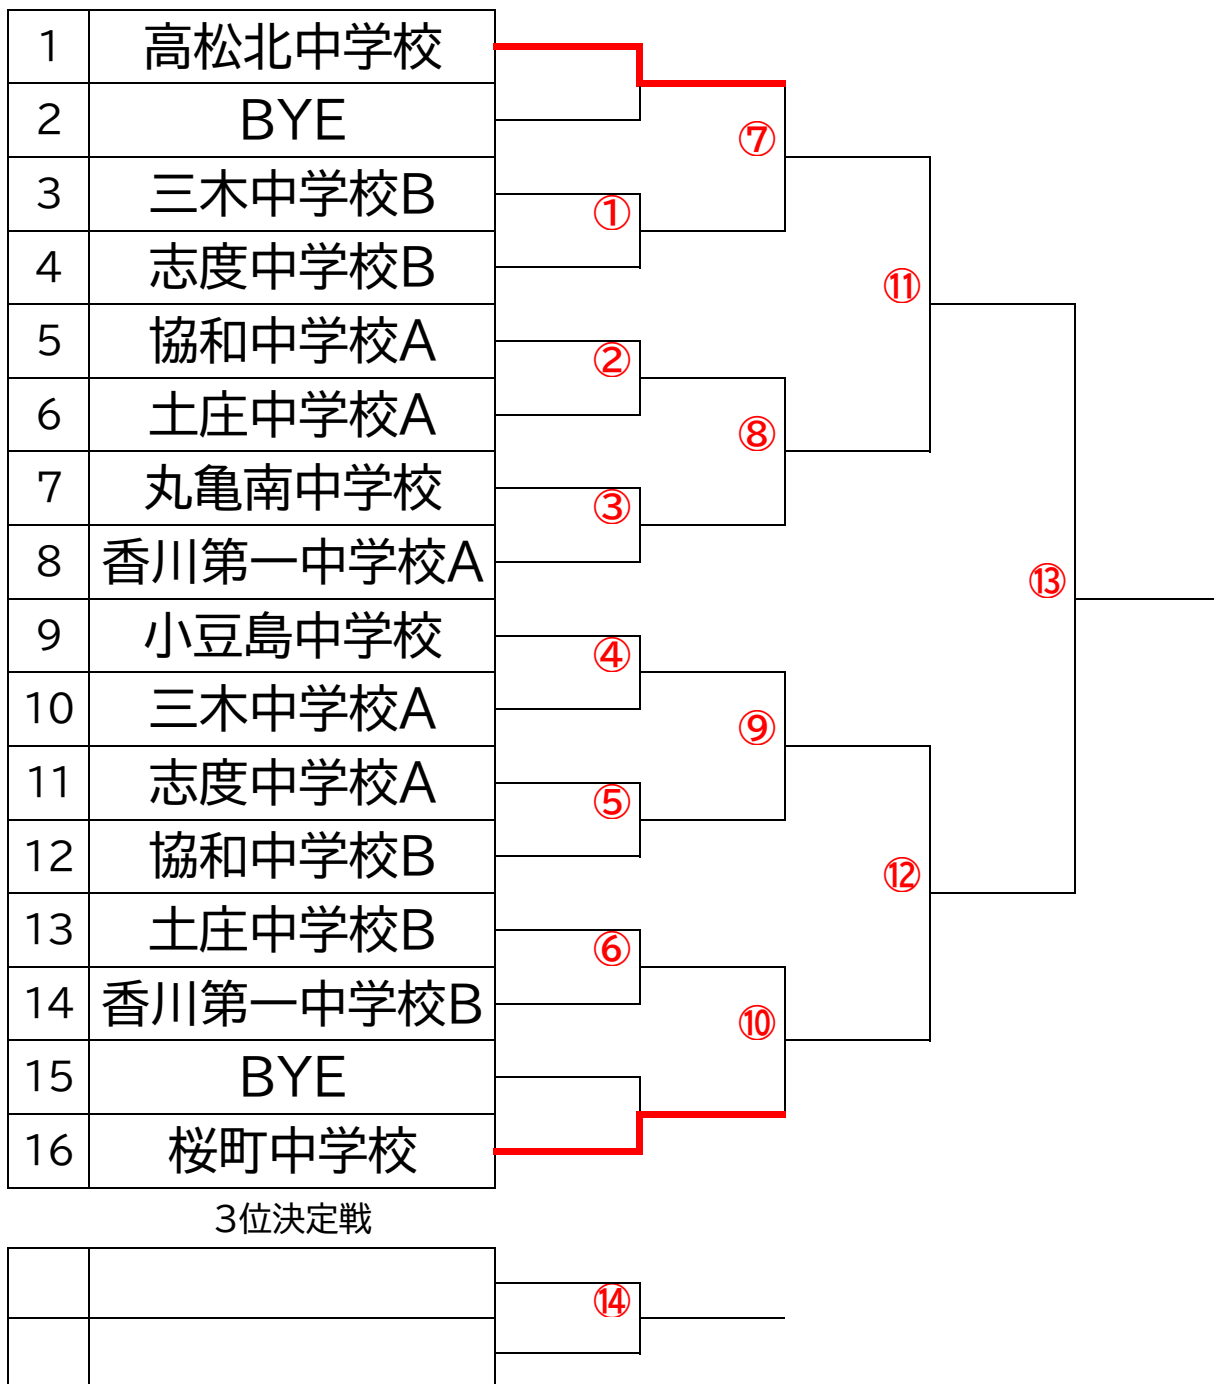 1 高松北中学校
2 BYE
⑦
3 三木中学校B
①
4 志度中学校B
⑪
5 協和中学校A
②
6 土庄中学校A
⑧
7 丸亀南中学校
③
8 香川第一中学校A
⑬
9 小豆島中学校
④
10 三木中学校A
⑨
11 志度中学校A
⑤
12 協和中学校B
⑫
13 土庄中学校B
⑥
14 香川第一中学校B
⑩
15 BYE
16 桜町中学校
3位決定戦
⑭